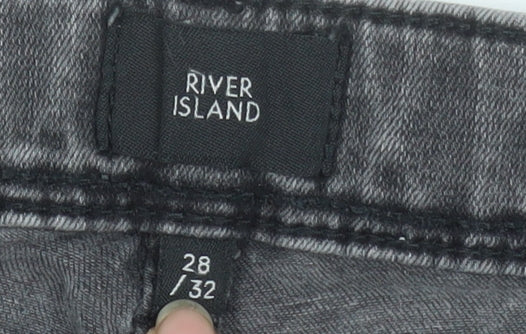 RIVER
ISLAND
28
/32